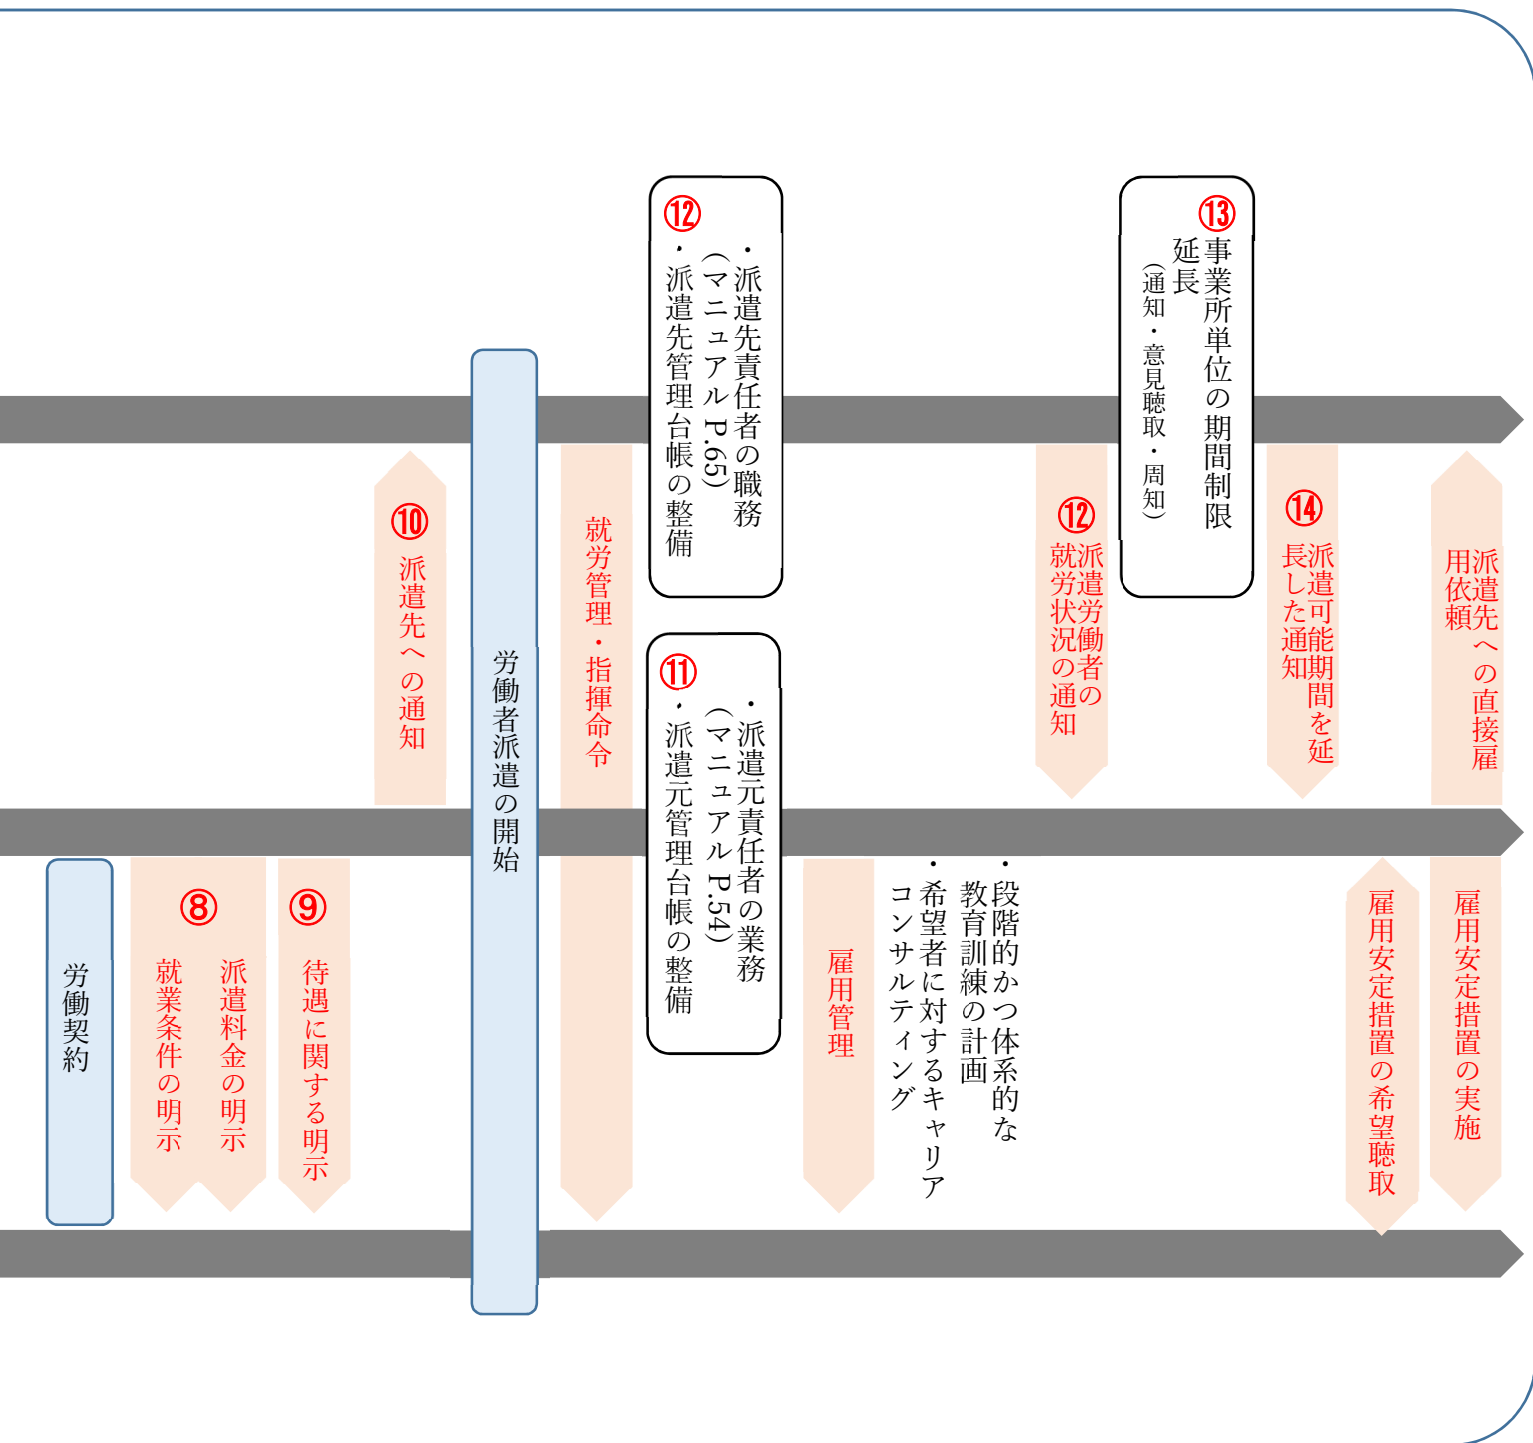 労働契約
⑧
派遣料金の明示
就業条件の明示
⑨
待遇に関する明示
⑩
派遣先への通知
労働者派遣の開始
就労管理・指揮命令
⑫
・派遣先責任者の職務
(マニュアル P.65)
・派遣先管理台帳の整備
⑪
・派遣元責任者の業務
(マニュアル P.54)
・派遣元管理台帳の整備
雇用管理
・段階的かつ体系的な
教育訓練の計画
・希望者に対するキャリア
コンサルティング
⑫
派遣労働者の
就労状況の通知
⑬
事業所単位の期間制限
延長
(通知・意見聴取・周知)
⑭
派遣可能期間を延
長した通知
雇用安定措置の希望聴取
派遣先への直接雇
用依頼
雇用安定措置の実施